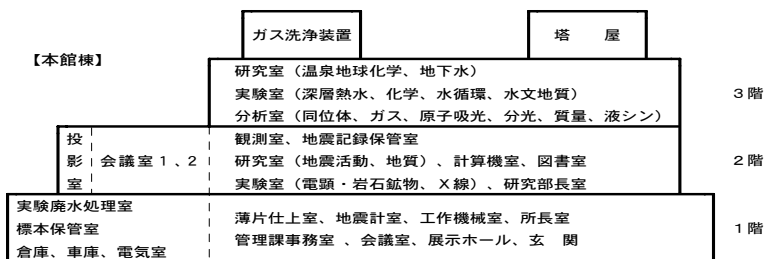 ガス洗浄装置
塔　屋
【本館棟】
研究室（温泉地球化学、地下水）
実験室（深層熱水、化学、水循環、水文地質）
分析室（同位体、ガス、原子吸光、分光、質量、液シン）
3階
投影室
会議室1、2
観測室、地震記録保管室
研究室（地震活動、地質）、計算機室、図書室
実験室（電顕・岩石鉱物、X線）、研究部長室
2階
実験廃水処理室
標本保管室
倉庫、車庫、電気室
薄片仕上室、地震計室、工作機械室、所長室
管理課事務室 、会議室、展示ホール、玄　関
1階